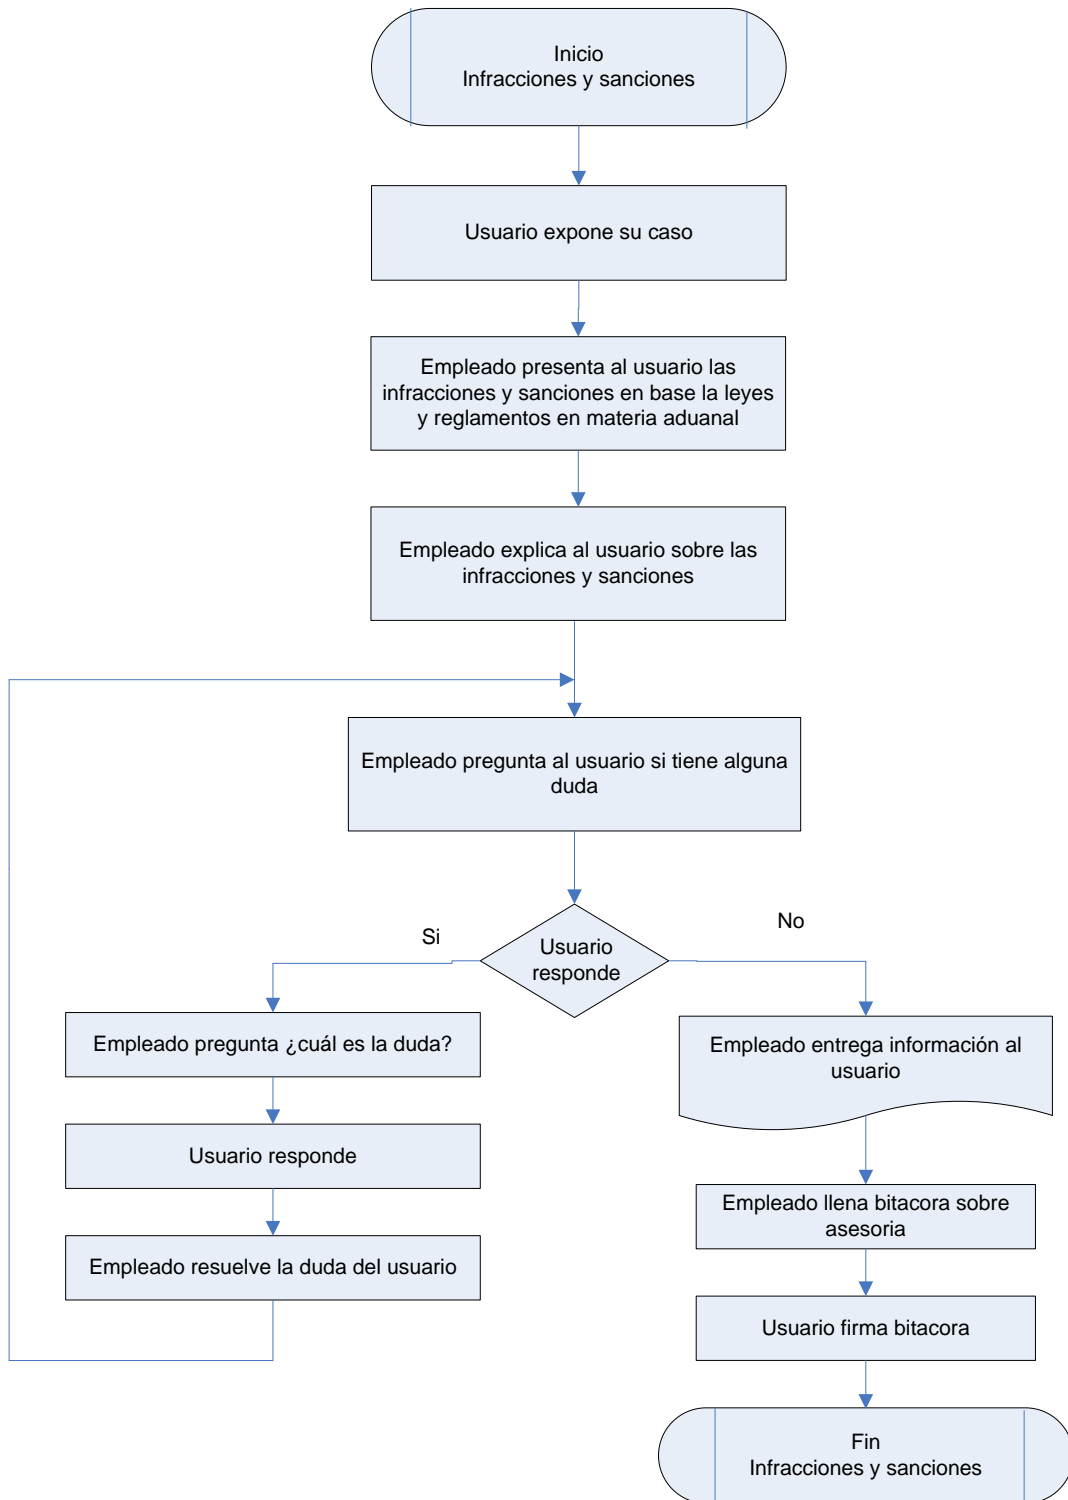 Inicio
Infracciones y sanciones
Usuario expone su caso
Empleado presenta al usuario las
infracciones y sanciones en base la leyes
y reglamentos en materia aduanal
Empleado explica al usuario sobre las
infracciones y sanciones
Empleado pregunta al usuario si tiene alguna
duda
Usuario
responde
Si
No
Empleado pregunta ¿cuál es la duda?
Usuario responde
Empleado resuelve la duda del usuario
Empleado entrega información al
usuario
Empleado llena bitacora sobre
asesoria
Usuario firma bitacora
Fin
Infracciones y sanciones